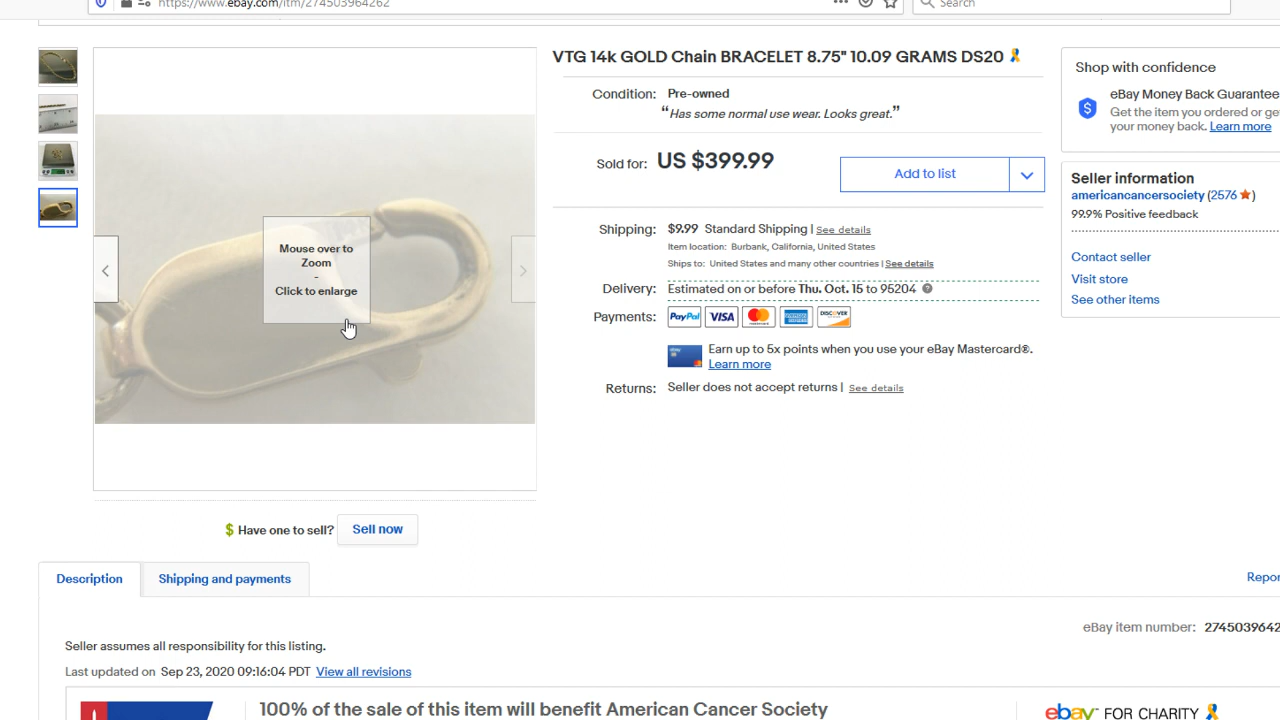 https://www.ebay.com/itm/274503964262
Search
VTG 14k GOLD Chain BRACELET 8.75" 10.09 GRAMS DS20
Condition: Pre-owned
“Has some normal use wear. Looks great.”
Sold for: US $399.99
Add to list
Shipping: $9.99 Standard Shipping | See details
Item location: Burbank, California, United States
Ships to: United States and many other countries | See details
Delivery: Estimated on or before Thu. Oct. 15 to 95204 ?
Payments: PayPal VISA MasterCard DISCOVER
Earn up to 5x points when you use your eBay Mastercard®.
Learn more
Returns: Seller does not accept returns | See details
Shop with confidence
eBay Money Back Guarantee
Get the item you ordered or ge
your money back. Learn more
Seller information
americancancersociety (2576 ★)
99.9% Positive feedback
Contact seller
Visit store
See other items
Mouse over to
Zoom
-
Click to enlarge
$ Have one to sell? Sell now
Description
Shipping and payments
Repor
eBay item number: 2745039642
Seller assumes all responsibility for this listing.
Last updated on Sep 23, 2020 09:16:04 PDT View all revisions
100% of the sale of this item will benefit American Cancer Society
ebay FOR CHARITY